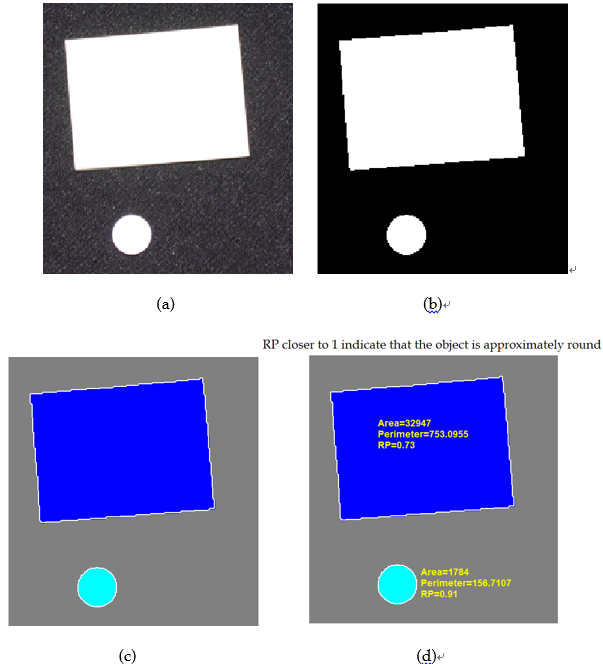 (a)
(b)
RP closer to 1 indicate that the object is approximately round
Area=32947
Perimeter=753.0955
RP=0.73
Area=1784
Perimeter=156.7107
RP=0.91
(c)
(d)